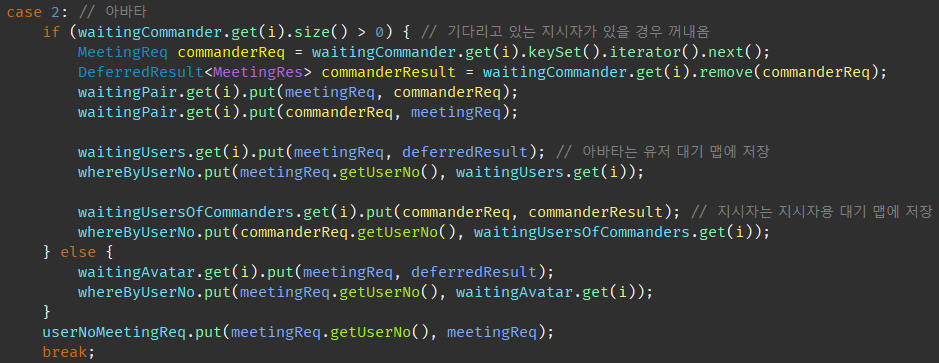 case 2: // 아바타
if (waitingCommander.get(i).size() > 0) { // 기다리고 있는 지시자가 있을 경우 꺼내옴
MeetingReq commanderReq = waitingCommander.get(i).keySet().iterator().next();
DeferredResult<MeetingRes> commanderResult = waitingCommander.get(i).remove(commanderReq);
waitingPair.get(i).put(meetingReq, commanderReq);
waitingPair.get(i).put(commanderReq, meetingReq);
waitingUsers.get(i).put(meetingReq, deferredResult); // 아바타는 유저 대기 맵에 저장
whereByUserNo.put(meetingReq.getUserNo(), waitingUsers.get(i));
waitingUsersOfCommanders.get(i).put(commanderReq, commanderResult); // 지시자는 지시자용 대기 맵에 저장
whereByUserNo.put(commanderReq.getUserNo(), waitingUsersOfCommanders.get(i));
} else {
waitingAvatar.get(i).put(meetingReq, deferredResult);
whereByUserNo.put(meetingReq.getUserNo(), waitingAvatar.get(i));
}
userNoMeetingReq.put(meetingReq.getUserNo(), meetingReq);
break;